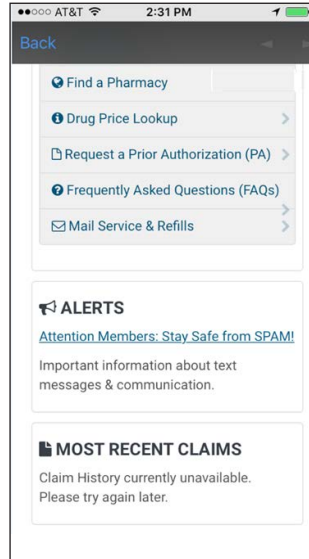 AT&T 2:31 PM
Back
Find a Pharmacy
Drug Price Lookup
Request a Prior Authorization (PA)
Frequently Asked Questions (FAQs)
Mail Service & Refills
ALERTS
Attention Members: Stay Safe from SPAM!
Important information about text
messages & communication.
MOST RECENT CLAIMS
Claim History currently unavailable.
Please try again later.